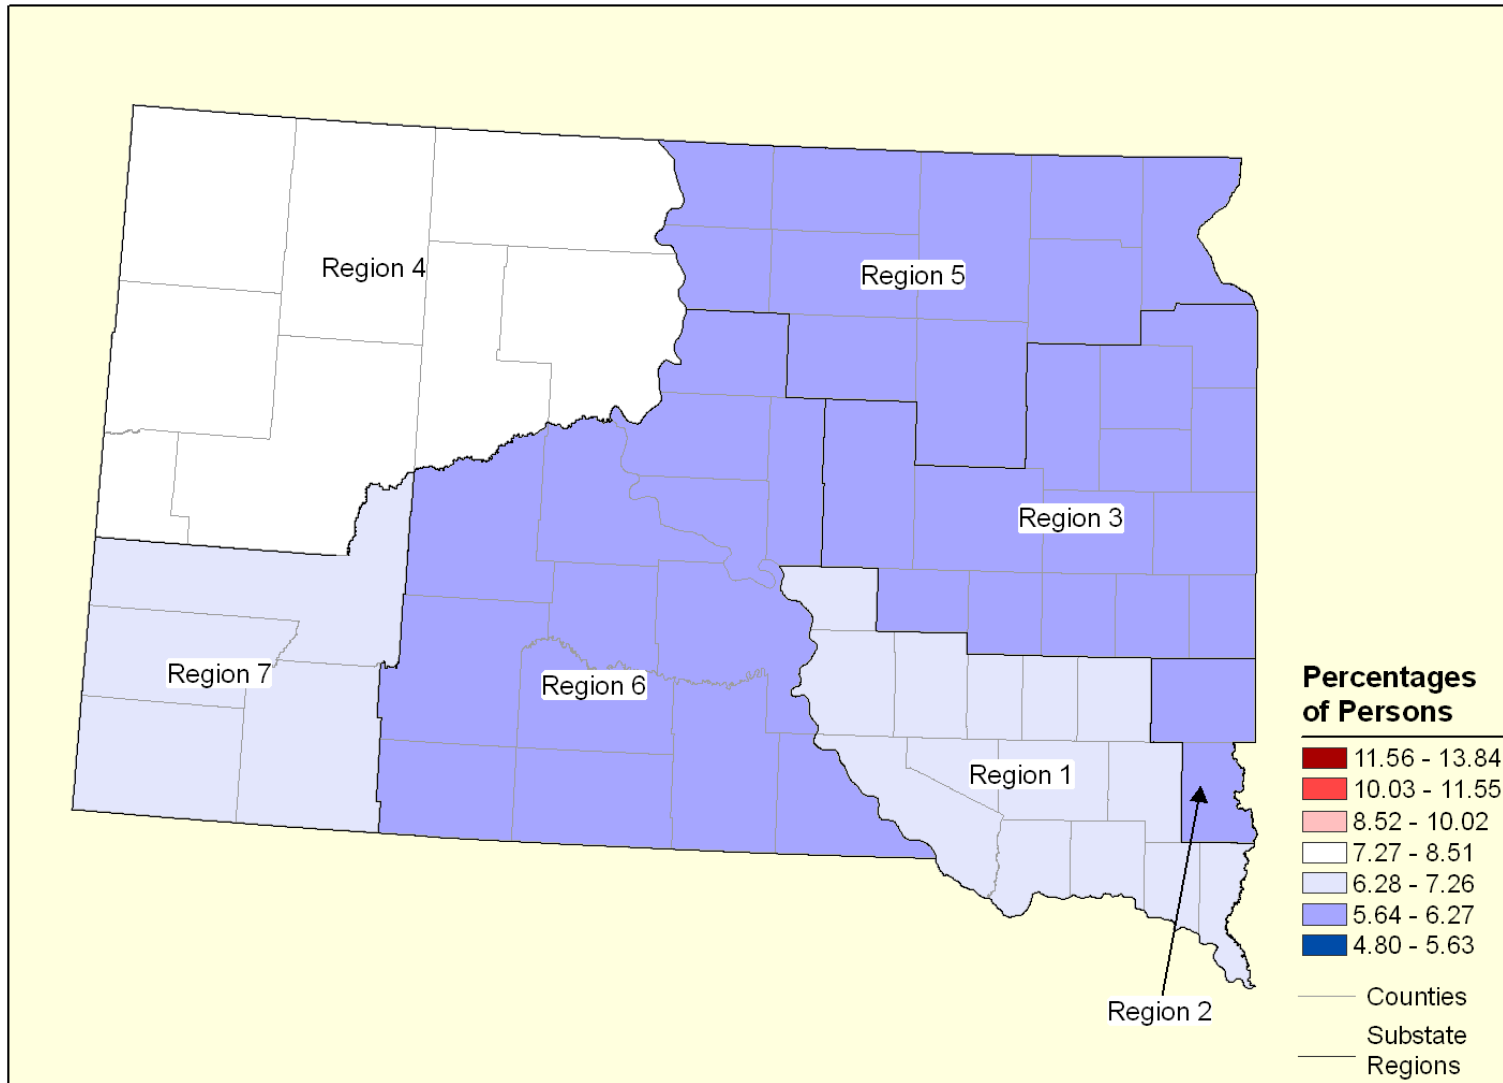 Region 4
Region 5
Region 3
Region 7
Region 6
Region 1
Region 2
Percentages
of Persons
11.56 - 13.84
10.03 - 11.55
8.52 - 10.02
7.27 - 8.51
6.28 - 7.26
5.64 - 6.27
4.80 - 5.63
Counties
Substate
Regions